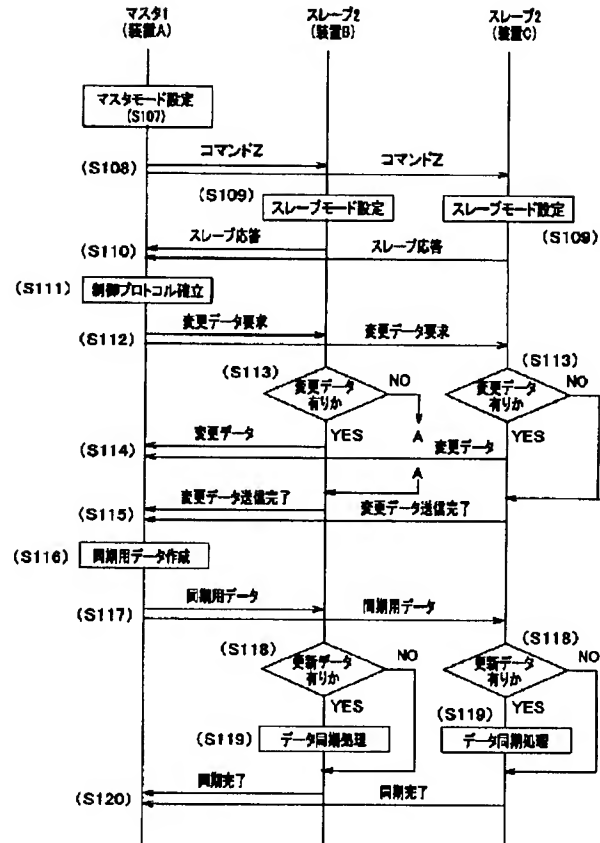 マスタ1
(装置A)
スレーブ2
(装置B)
スレーブ2
(装置C)
マスタモード設定
(S107)
コマンドZ
コマンドZ
(S108)
(S109)
スレーブモード設定
スレーブモード設定
(S109)
スレーブ応答
スレーブ応答
(S110)
(S111)
制御プロトコル確立
変更データ要求
変更データ要求
(S112)
(S113)
変更データ
有りか
NO
(S113)
変更データ
有りか
NO
A
YES
YES
変更データ
変更データ
(S114)
A
変更データ送信完了
変更データ送信完了
(S115)
(S116)
同期用データ作成
同期用データ
同期用データ
(S117)
(S118)
更新データ
有りか
NO
(S118)
更新データ
有りか
NO
YES
YES
(S119)
データ同期処理
(S119)
データ同期処理
同期完了
同期完了
(S120)